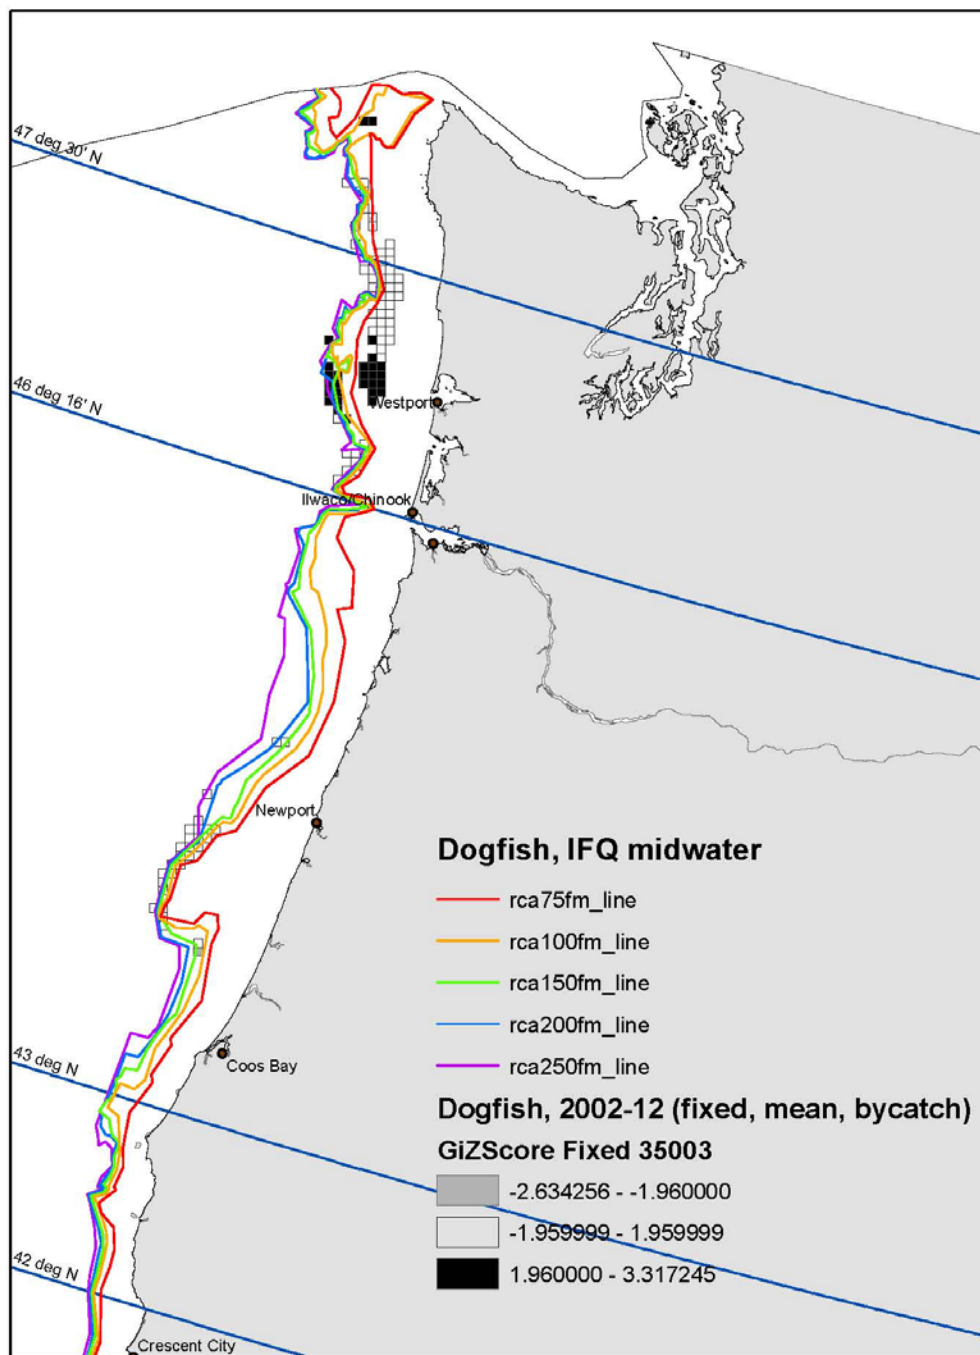 47 deg 30' N
46 deg 16' N
Westport
Ilwaco/Chinook
Newport
Dogfish, IFQ midwater
rca75fm_line
rca100fm_line
rca150fm_line
rca200fm_line
rca250fm_line
Coos Bay
43 deg N
Dogfish, 2002-12 (fixed, mean, bycatch)
GiZScore Fixed 35003
-2.634256 - -1.960000
-1.959999 - 1.959999
1.960000 - 3.317245
42 deg N
Crescent City